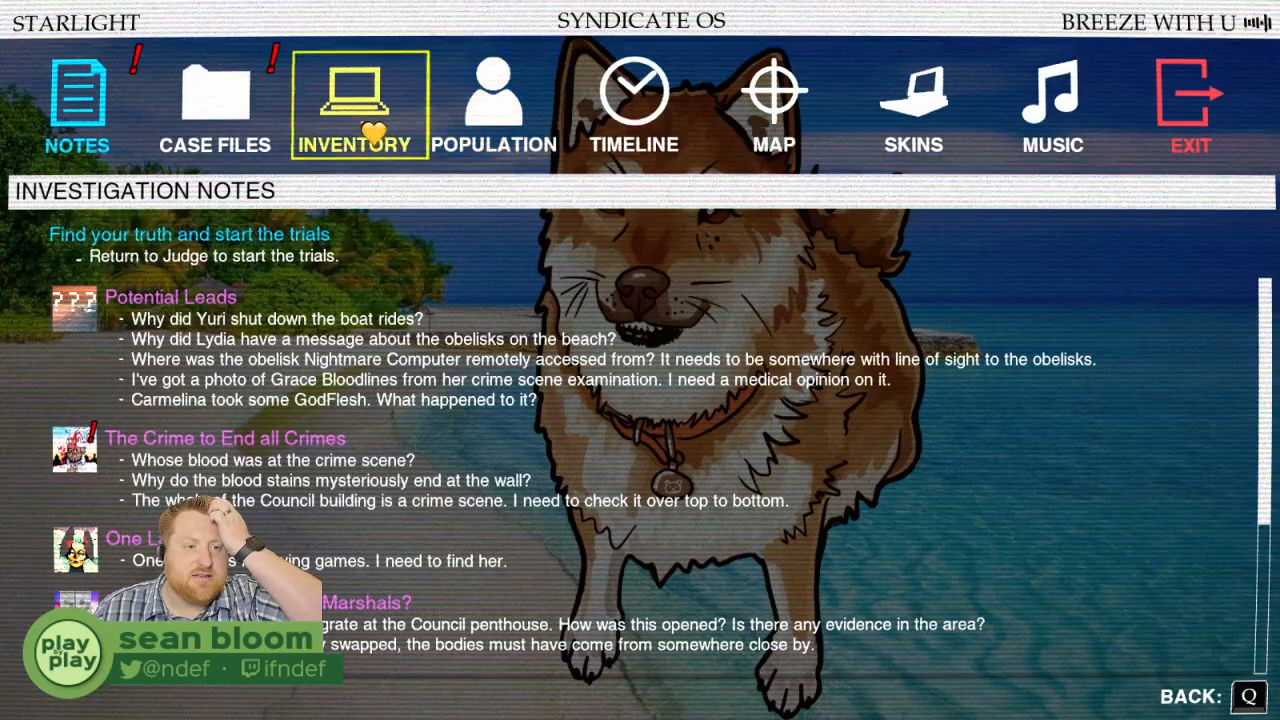 STARLIGHT
SYNDICATE OS
BREEZE WITH U
NOTES
CASE FILES
INVENTORY
POPULATION
TIMELINE
MAP
SKINS
MUSIC
EXIT
INVESTIGATION NOTES
Find your truth and start the trials
- Return to Judge to start the trials.
???
Potential Leads
- Why did Yuri shut down the boat rides?
- Why did Lydia have a message about the obelisks on the beach?
- Where was the obelisk Nightmare Computer remotely accessed from? It needs to be somewhere with line of sight to the obelisks.
- I've got a photo of Grace Bloodlines from her crime scene examination. I need a medical opinion on it.
- Carmelina took some GodFlesh. What happened to it?
The Crime to End all Crimes
- Whose blood was at the crime scene?
- Why do the blood stains mysteriously end at the wall?
- The of the Council building is a crime scene. I need to check it over top to bottom.
One
- One games. I need to find her.
Marshals?
grate at the Council penthouse. How was this opened? Is there any evidence in the area?
swapped, the bodies must have come from somewhere close by.
play by play
sean bloom
@ndef · ifndef
BACK: Q